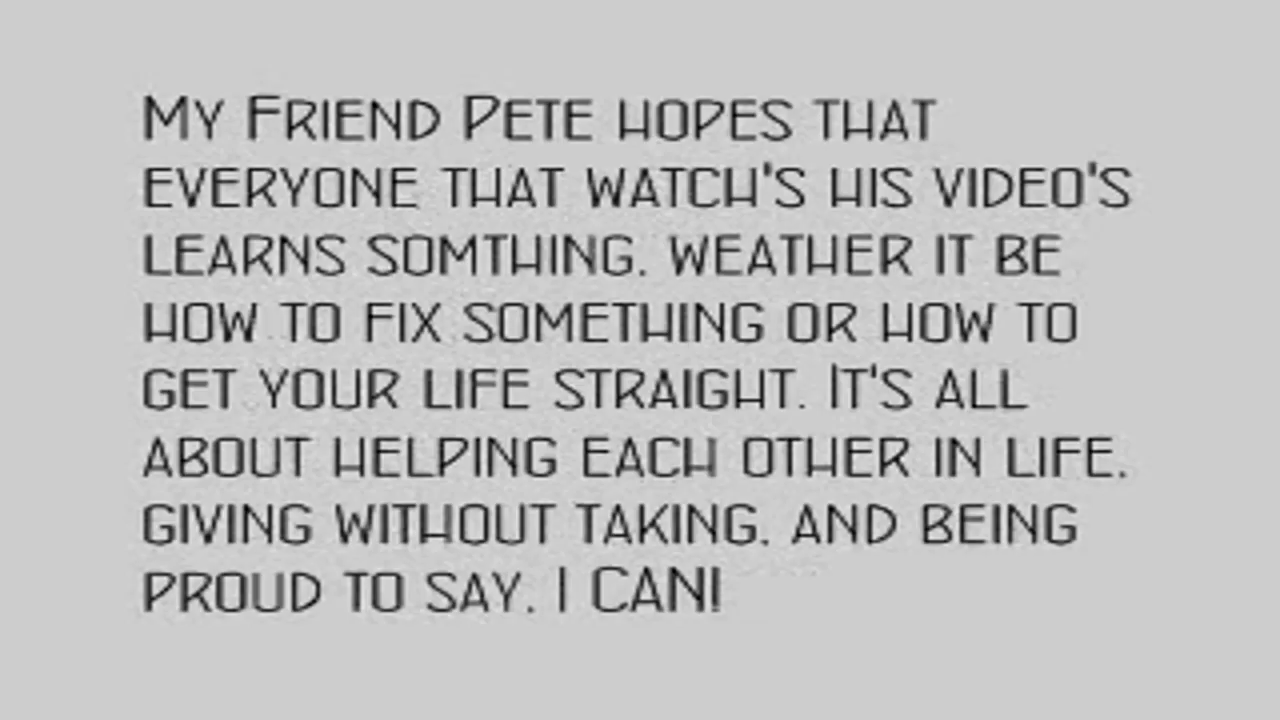 My Friend Pete hopes that
everyone that watch's his video's
learns somthing. weather it be
how to fix something or how to
get your life straight. It's all
about helping each other in life.
giving without taking. and being
proud to say. I CAN!